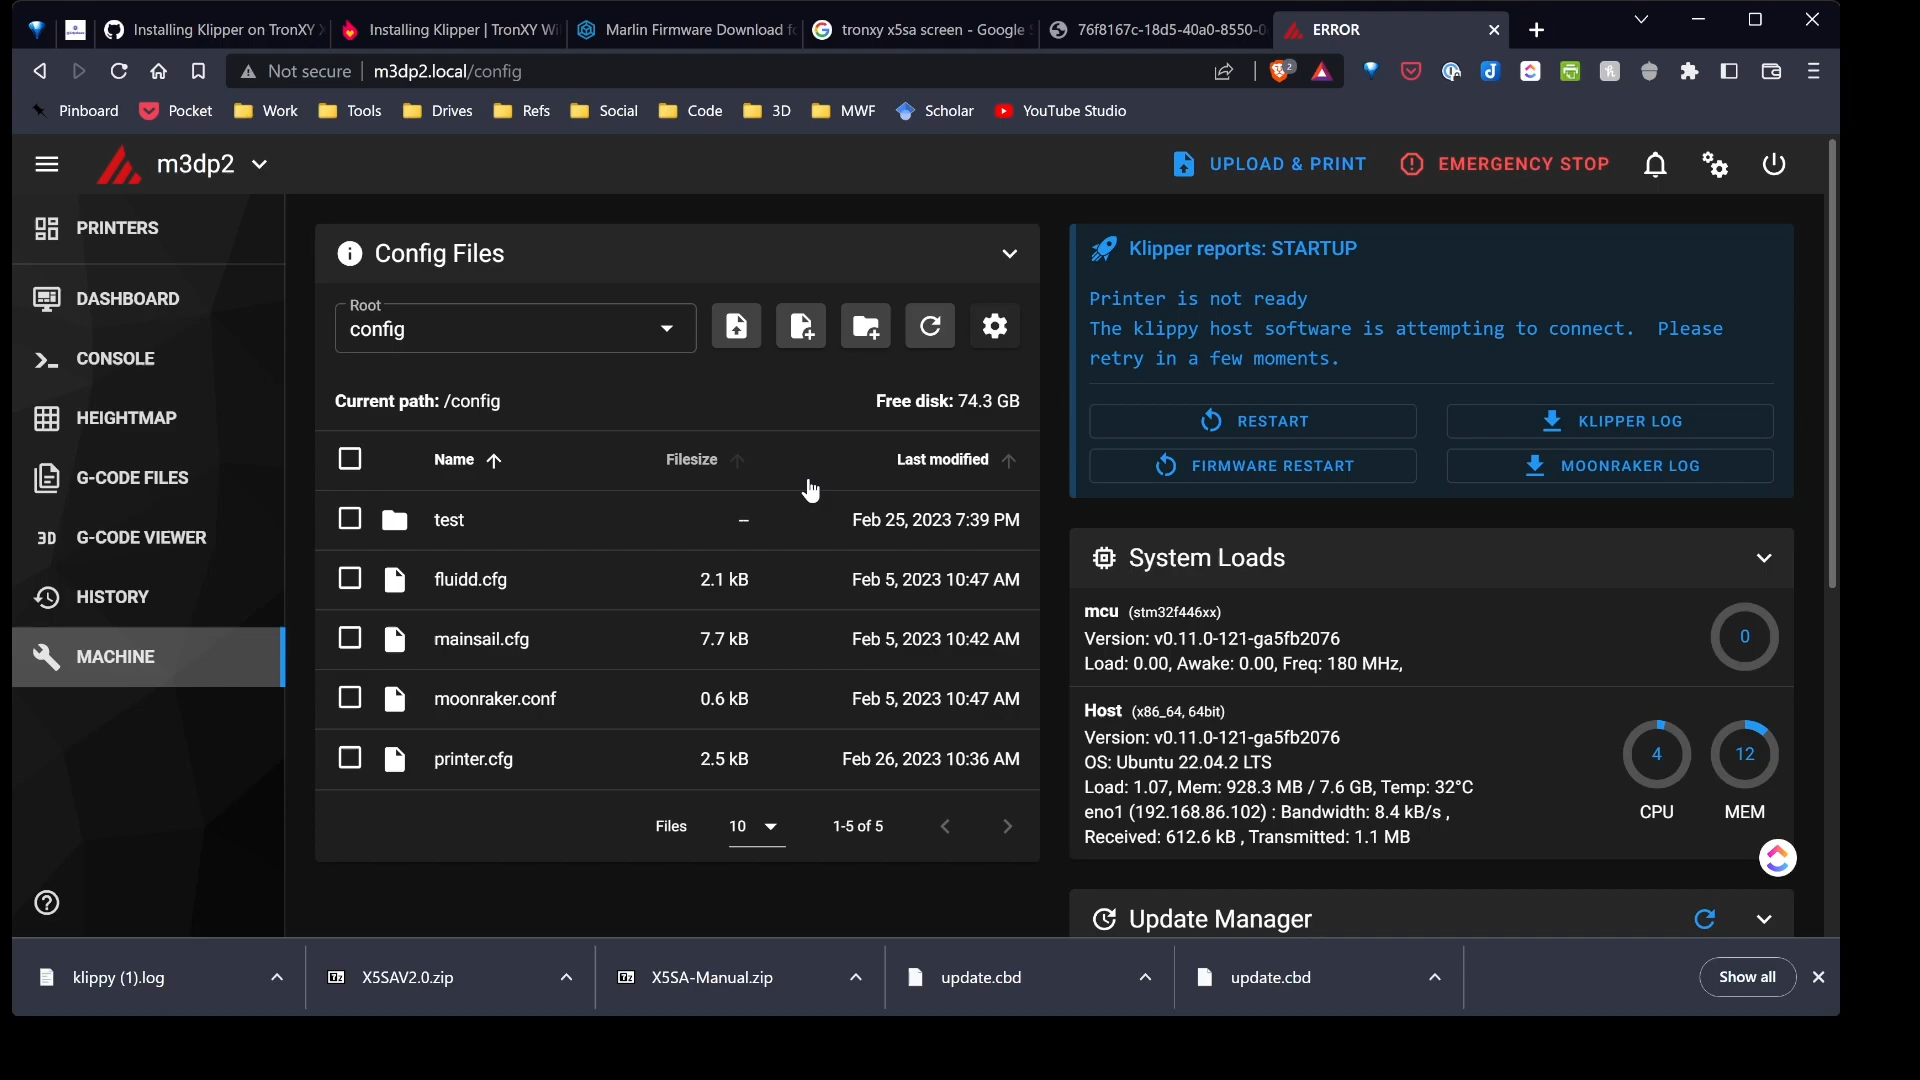 Installing Klipper on TronXY
Installing Klipper | TronXY Wi
Marlin Firmware Download f
tronxy x5sa screen - Google
76f8167c-18d5-40a0-8550-0
ERROR
Not secure
m3dp2.local/config
2
Pinboard
Pocket
Work
Tools
Drives
Refs
Social
Code
3D
MWF
Scholar
YouTube Studio
m3dp2
UPLOAD & PRINT
EMERGENCY STOP
PRINTERS
DASHBOARD
CONSOLE
HEIGHTMAP
G-CODE FILES
3D G-CODE VIEWER
HISTORY
MACHINE
Config Files
Root
config
Current path: /config
Free disk: 74.3 GB
Name
Filesize
Last modified
test
--
Feb 25, 2023 7:39 PM
fluidd.cfg
2.1 kB
Feb 5, 2023 10:47 AM
mainsail.cfg
7.7 kB
Feb 5, 2023 10:42 AM
moonraker.conf
0.6 kB
Feb 5, 2023 10:47 AM
printer.cfg
2.5 kB
Feb 26, 2023 10:36 AM
Files
10
1-5 of 5
Klipper reports: STARTUP
Printer is not ready
The klippy host software is attempting to connect. Please
retry in a few moments.
RESTART
KLIPPER LOG
FIRMWARE RESTART
MOONRAKER LOG
System Loads
mcu (stm32f446xx)
Version: v0.11.0-121-ga5fb2076
Load: 0.00, Awake: 0.00, Freq: 180 MHz,
0
Host (x86_64, 64bit)
Version: v0.11.0-121-ga5fb2076
OS: Ubuntu 22.04.2 LTS
Load: 1.07, Mem: 928.3 MB / 7.6 GB, Temp: 32°C
eno1 (192.168.86.102) : Bandwidth: 8.4 kB/s ,
Received: 612.6 kB , Transmitted: 1.1 MB
4
CPU
12
MEM
Update Manager
klippy (1).log
X5SAV2.0.zip
X5SA-Manual.zip
update.cbd
update.cbd
Show all